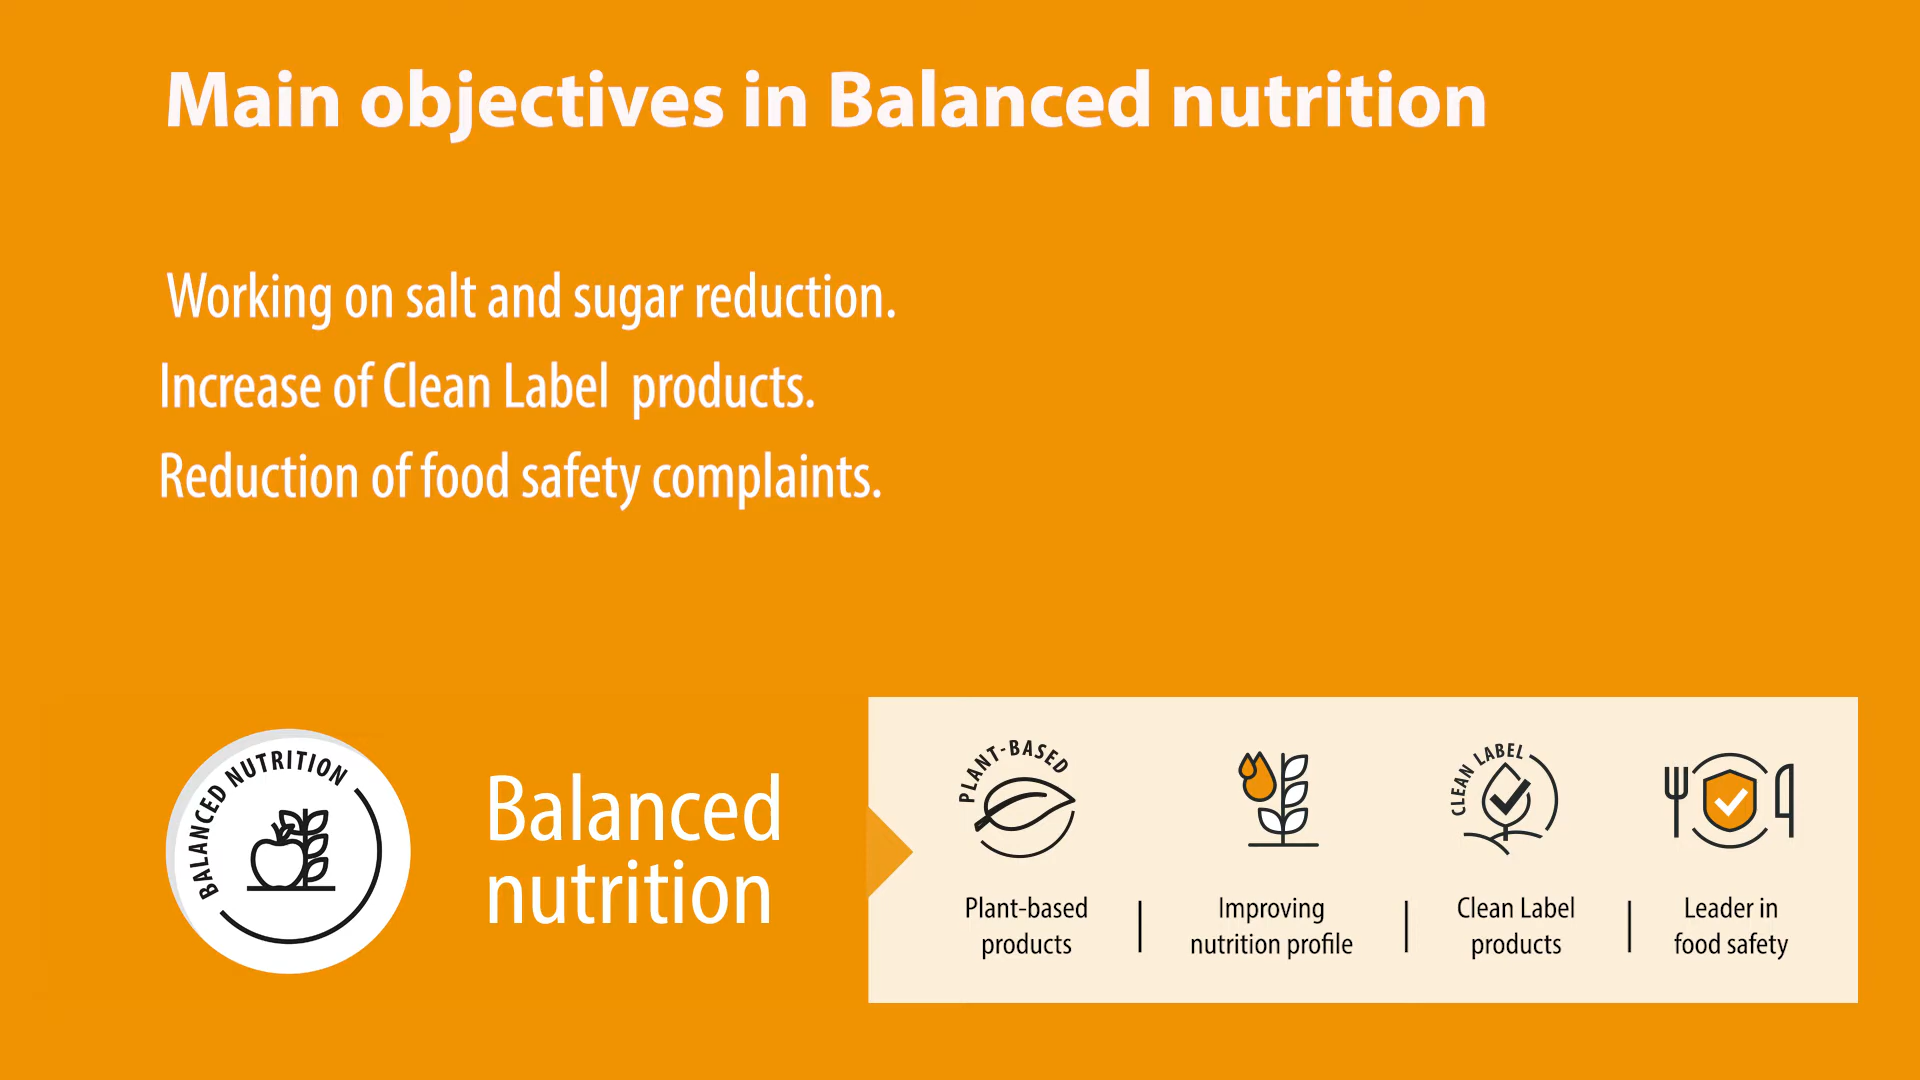 Main objectives in Balanced nutrition
Working on salt and sugar reduction.
Increase of Clean Label products.
Reduction of food safety complaints.
BALANCED NUTRITION
Balanced
nutrition
PLANT-BASED
Plant-based
products
Improving
nutrition profile
CLEAN LABEL
Clean Label
products
Leader in
food safety